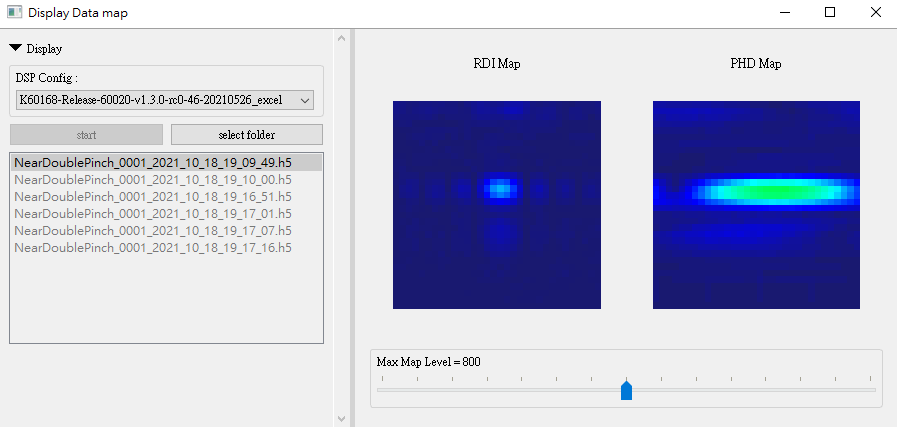 Display Data map
Display
DSP Config :
K60168-Release-60020-v1.3.0-rc0-46-20210526_excel
start
select folder
NearDoublePinch_0001_2021_10_18_19_09_49.h5
NearDoublePinch_0001_2021_10_18_19_10_00.h5
NearDoublePinch_0001_2021_10_18_19_16_51.h5
NearDoublePinch_0001_2021_10_18_19_17_01.h5
NearDoublePinch_0001_2021_10_18_19_17_07.h5
NearDoublePinch_0001_2021_10_18_19_17_16.h5
RDI Map
PHD Map
Max Map Level = 800